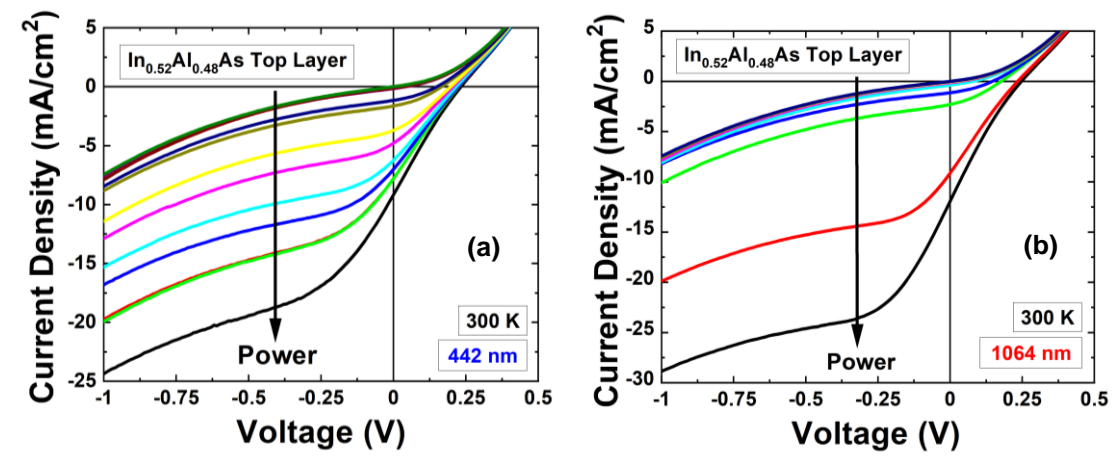 Current Density (mA/cm²)
5
0
-5
-10
-15
-20
-25
In₀.₅₂Al₀.₄₈As Top Layer
(a)
300 K
442 nm
Power
-1 -0.75 -0.5 -0.25 0 0.25 0.5
Voltage (V)
Current Density (mA/cm²)
5
0
-5
-10
-15
-20
-25
-30
In₀.₅₂Al₀.₄₈As Top Layer
(b)
300 K
1064 nm
Power
-1 -0.75 -0.5 -0.25 0 0.25 0.5
Voltage (V)